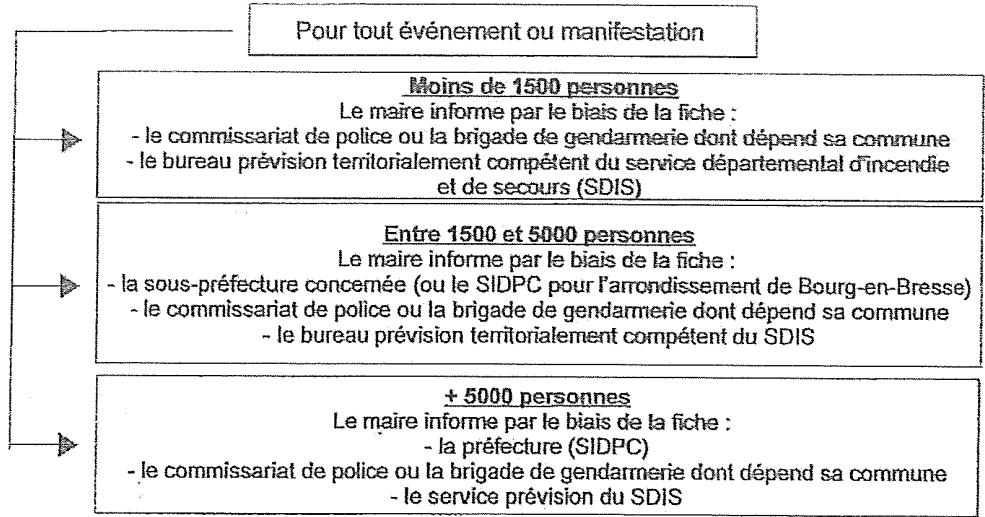 Pour tout événement ou manifestation
Moins de 1500 personnes
Le maire informe par le biais de la fiche :
- le commissariat de police ou la brigade de gendarmerie dont dépend sa commune
- le bureau prévision territorialement compétent du service départemental d'incendie
et de secours (SDIS)
Entre 1500 et 5000 personnes
Le maire informe par le biais de la fiche :
- la sous-préfecture concernée (ou le SIDPC pour l'arrondissement de Bourg-en-Bresse)
- le commissariat de police ou la brigade de gendarmerie dont dépend sa commune
- le bureau prévision territorialement compétent du SDIS
+ 5000 personnes
Le maire informe par le biais de la fiche :
- la préfecture (SIDPC)
- le commissariat de police ou la brigade de gendarmerie dont dépend sa commune
- le service prévision du SDIS